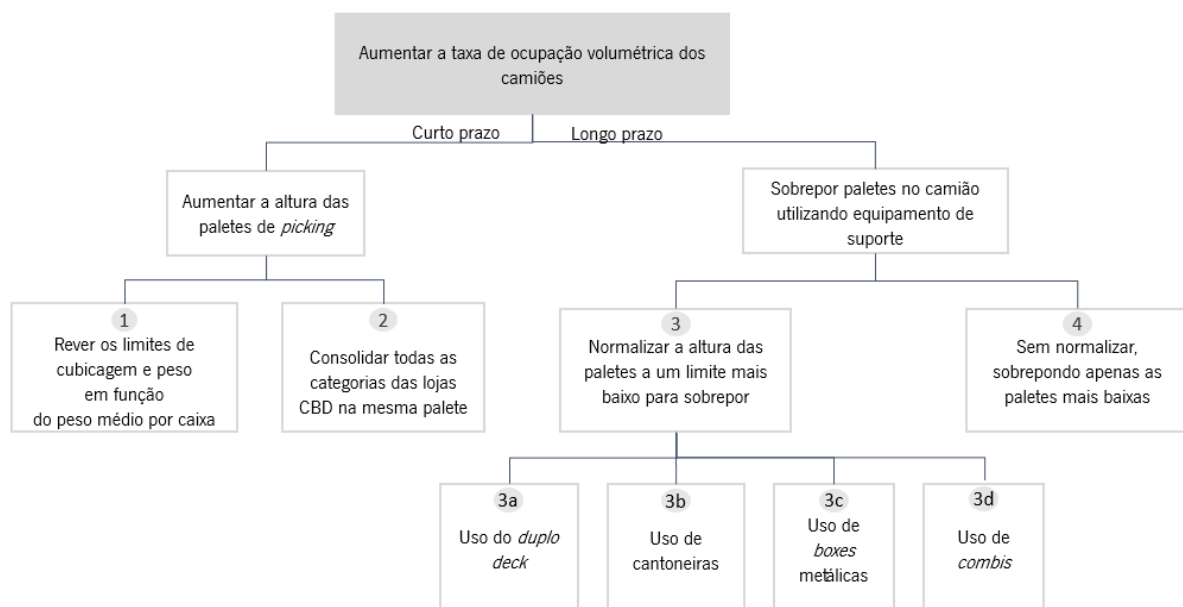 Aumentar a taxa de ocupação volumétrica dos
camiões
Curto prazo
Longo prazo
Aumentar a altura das
paletes de picking
Sobrepor paletes no camião
utilizando equipamento de
suporte
1
Rever os limites de
cubicagem e peso
em função
do peso médio por caixa
2
Consolidar todas as
categorias das lojas
CBD na mesma palete
3
Normalizar a altura das
paletes a um limite mais
baixo para sobrepor
4
Sem normalizar,
sobrepondo apenas as
paletes mais baixas
3a
Uso do duplo
deck
3b
Uso de
cantoneiras
3c
Uso de
boxes
metálicas
3d
Uso de
combis